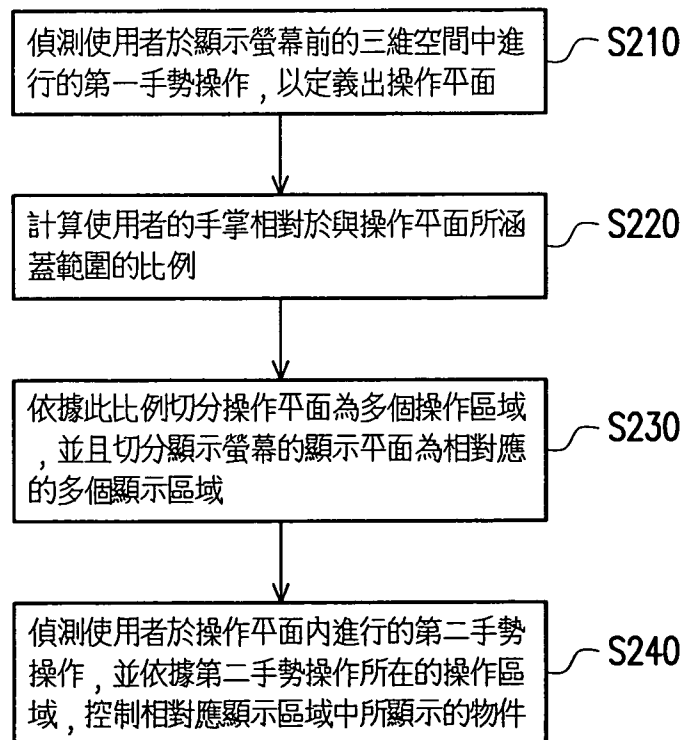 偵測使用者於顯示螢幕前的三維空間中進
行的第一手勢操作，以定義出操作平面
S210
計算使用者的手掌相對於與操作平面所涵
蓋範圍的比例
S220
依據此比例切分操作平面為多個操作區域
，並且切分顯示螢幕的顯示平面為相對應
的多個顯示區域
S230
偵測使用者於操作平面內進行的第二手勢
操作，並依據第二手勢操作所在的操作區
域，控制相對應顯示區域中所顯示的物件
S240